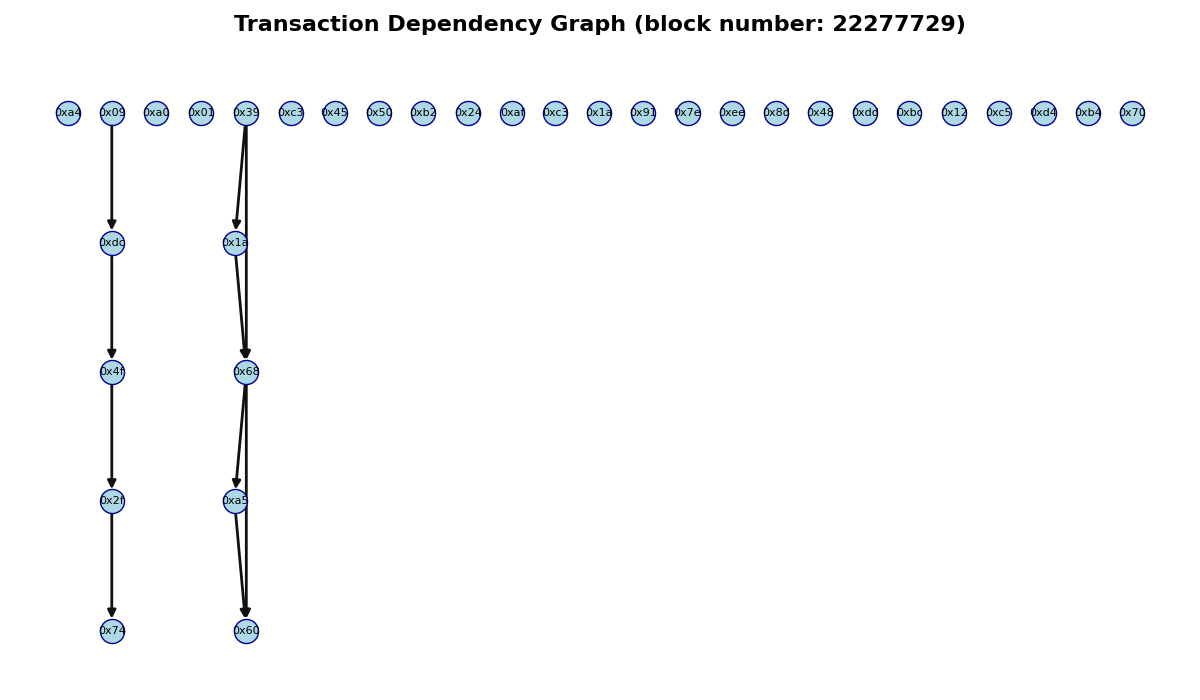 Transaction Dependency Graph (block number: 22277729)
0xa4 0x09 0xa0 0x01 0x39 0xc3 0x45 0x50 0xb2 0x24 0xaf 0xc3 0x1a 0x91 0x7e 0xee 0x8d 0x48 0xdd 0xbc 0x12 0xc5 0xd4 0xb4 0x70
0xdc 0x1a
0x4f 0x68
0x2f 0xa5
0x74 0x60